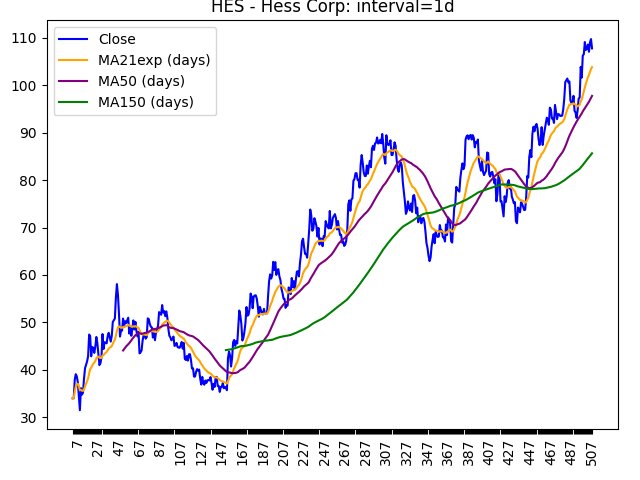 HES - Hess Corp: interval=1d
Close
MA21exp (days)
MA50 (days)
MA150 (days)
110
100
90
80
70
60
50
40
30
7 27 47 67 87 107 127 147 167 187 207 227 247 267 287 307 327 347 367 387 407 427 447 467 487 507